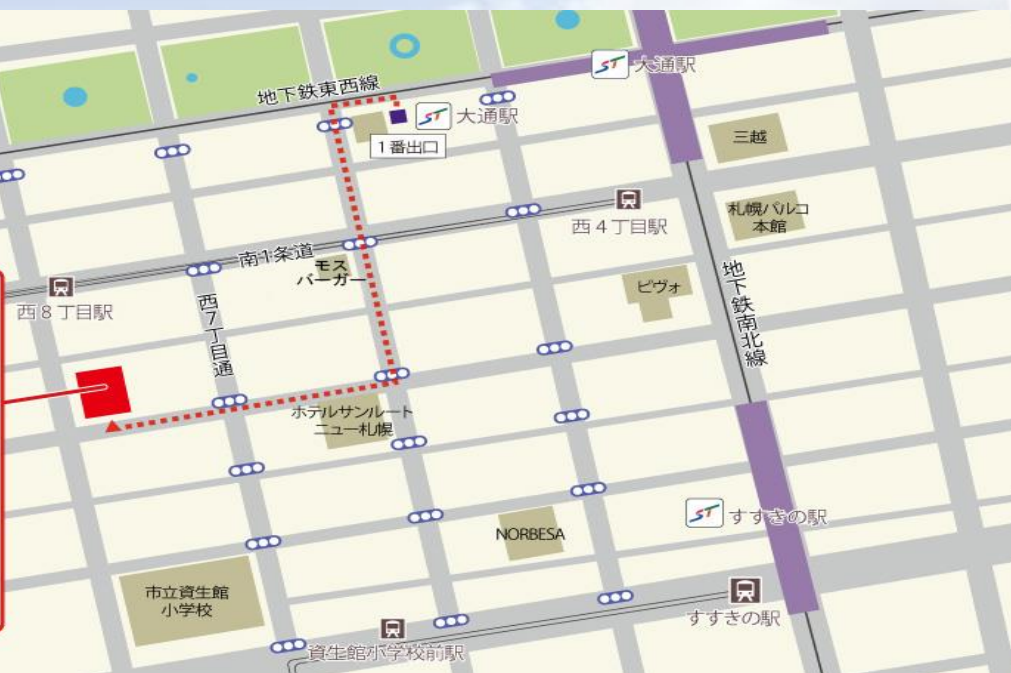 大通駅
地下鉄東西線
大通駅
1番出口
三越
西4丁目駅
札幌パルコ
本館
南1条道
モス
バーガー
西8丁目駅
西7丁目通
ピヴォ
地下鉄南北線
ホテルサンルート
ニュー札幌
すすきの駅
NORBESA
市立資生館
小学校
すすきの駅
資生館小学校前駅